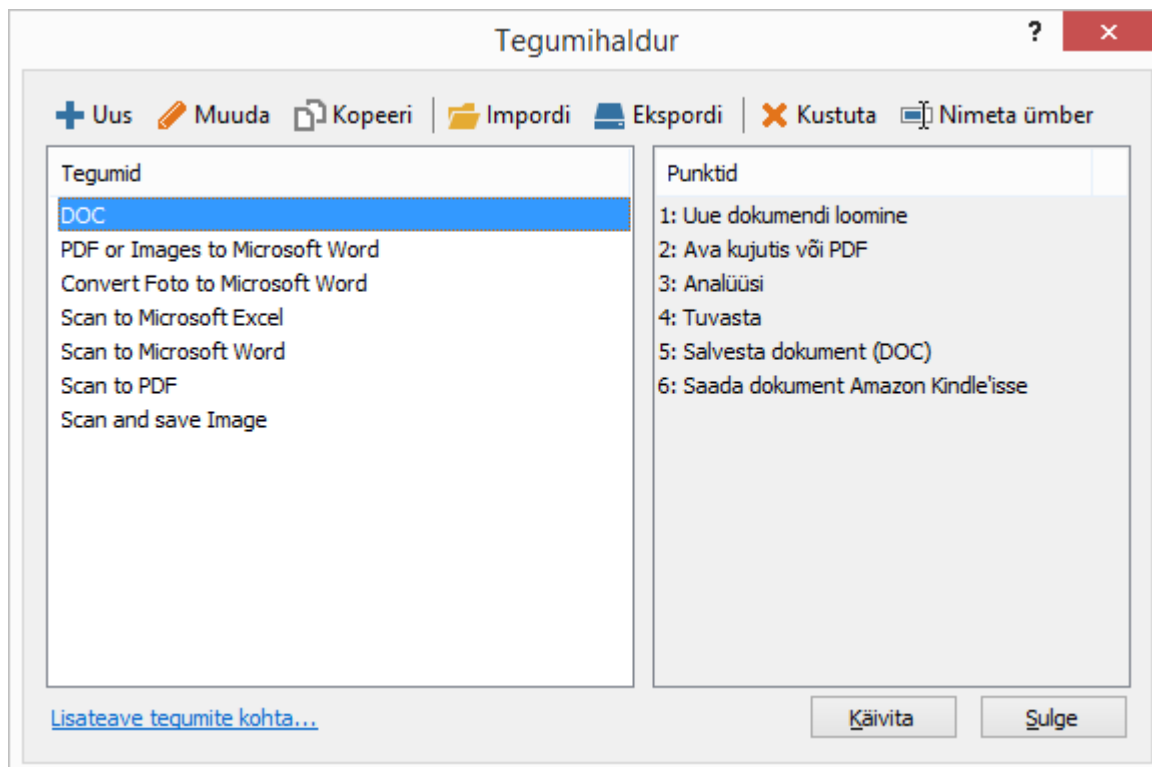 Tegumihaldur
?
Uus Muuda Kopeeri Impordi Ekspordi Kustuta Nimeta ümber
Tegumid
DOC
PDF or Images to Microsoft Word
Convert Foto to Microsoft Word
Scan to Microsoft Excel
Scan to Microsoft Word
Scan to PDF
Scan and save Image
Punktid
1: Uue dokumendi loomine
2: Ava kujutis või PDF
3: Analüüsi
4: Tuvasta
5: Salvesta dokument (DOC)
6: Saada dokument Amazon Kindle'isse
Lisateave tegumite kohta...
Käivita Sulge